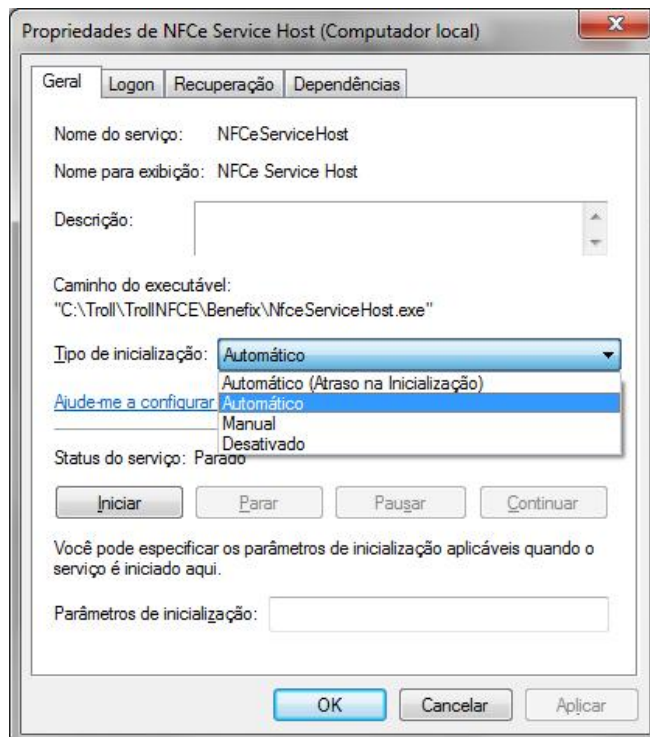 Propriedades de NFCe Service Host (Computador local)
Geral Logon Recuperação Dependências
Nome do serviço: NFCeServiceHost
Nome para exibição: NFCe Service Host
Descrição:
Caminho do executável:
"C:\Troll\TrollNFCE\Benefix\NfceServiceHost.exe"
Tipo de inicialização: Automático
Automático (Atraso na Inicialização)
Ajude-me a configurar Automático
Manual
Desativado
Status do serviço: Parado
Iniciar Parar Pausar Continuar
Você pode especificar os parâmetros de inicialização aplicáveis quando o
serviço é iniciado aqui.
Parâmetros de inicialização:
OK Cancelar Aplicar